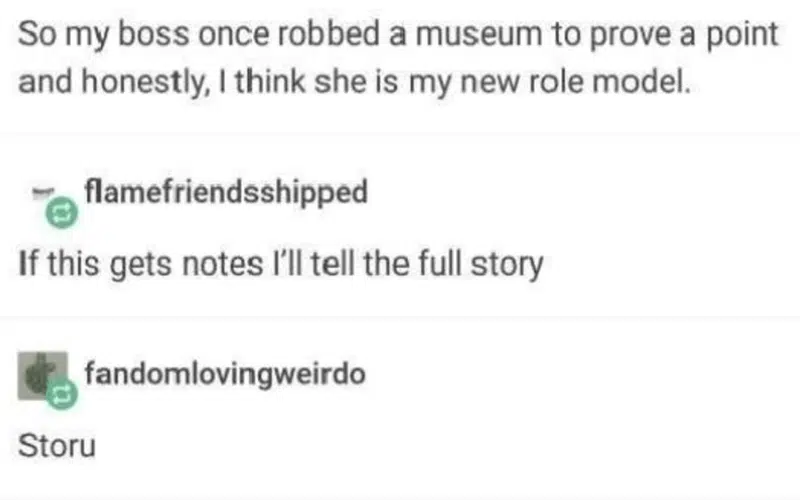 So my boss once robbed a museum to prove a point
and honestly, I think she is my new role model.
flamefriendsshipped
If this gets notes I'll tell the full story
fandomlovingweirdo
Storu